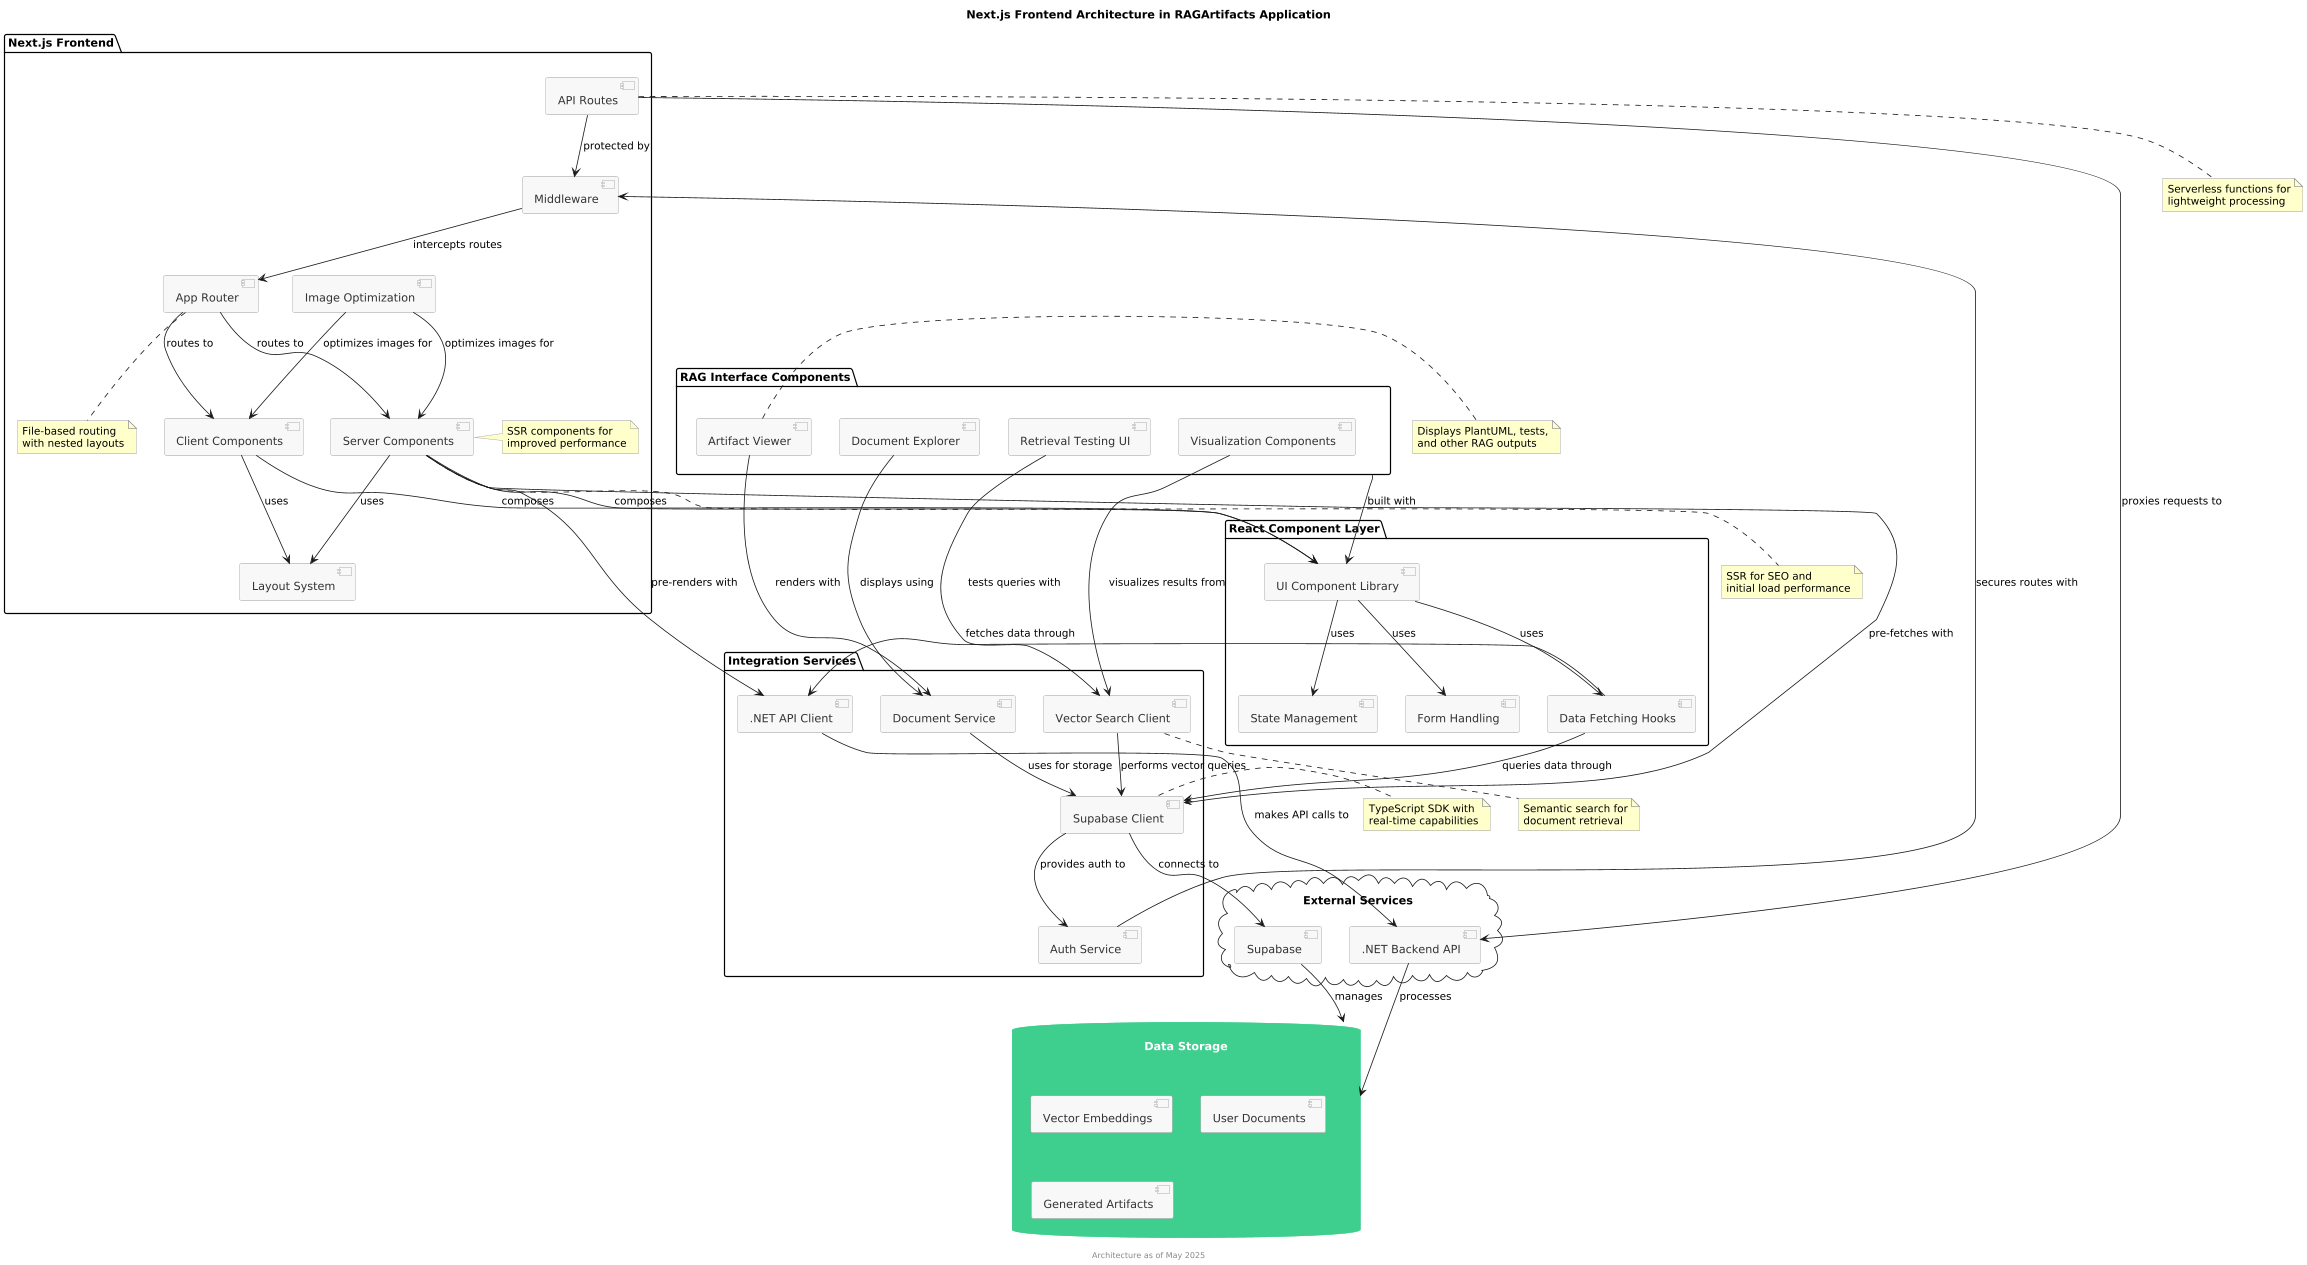 Next.js Frontend Architecture in RAGArtifacts Application
Next.js Frontend
API Routes
protected by
Middleware
Serverless functions for
lightweight processing
intercepts routes
App Router
Image Optimization
routes to
routes to
optimizes images for
optimizes images for
RAG Interface Components
File-based routing
with nested layouts
Client Components
Server Components
SSR components for
improved performance
Artifact Viewer
Document Explorer
Retrieval Testing UI
Visualization Components
Displays PlantUML, tests,
and other RAG outputs
uses
uses
composes
composes
built with
proxies requests to
React Component Layer
Layout System
pre-renders with
renders with
displays using
tests queries with
visualizes results from
UI Component Library
SSR for SEO and
initial load performance
secures routes with
fetches data through
uses
uses
uses
pre-fetches with
Integration Services
.NET API Client
Document Service
Vector Search Client
State Management
Form Handling
Data Fetching Hooks
uses for storage
performs vector queries
queries data through
Supabase Client
makes API calls to
TypeScript SDK with
real-time capabilities
Semantic search for
document retrieval
provides auth to
connects to
External Services
Auth Service
Supabase
.NET Backend API
manages
processes
Data Storage
Vector Embeddings
User Documents
Generated Artifacts
Architecture as of May 2025